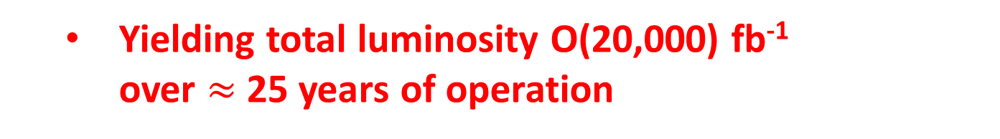 • Yielding total luminosity O(20,000) fb⁻¹
over ≈ 25 years of operation